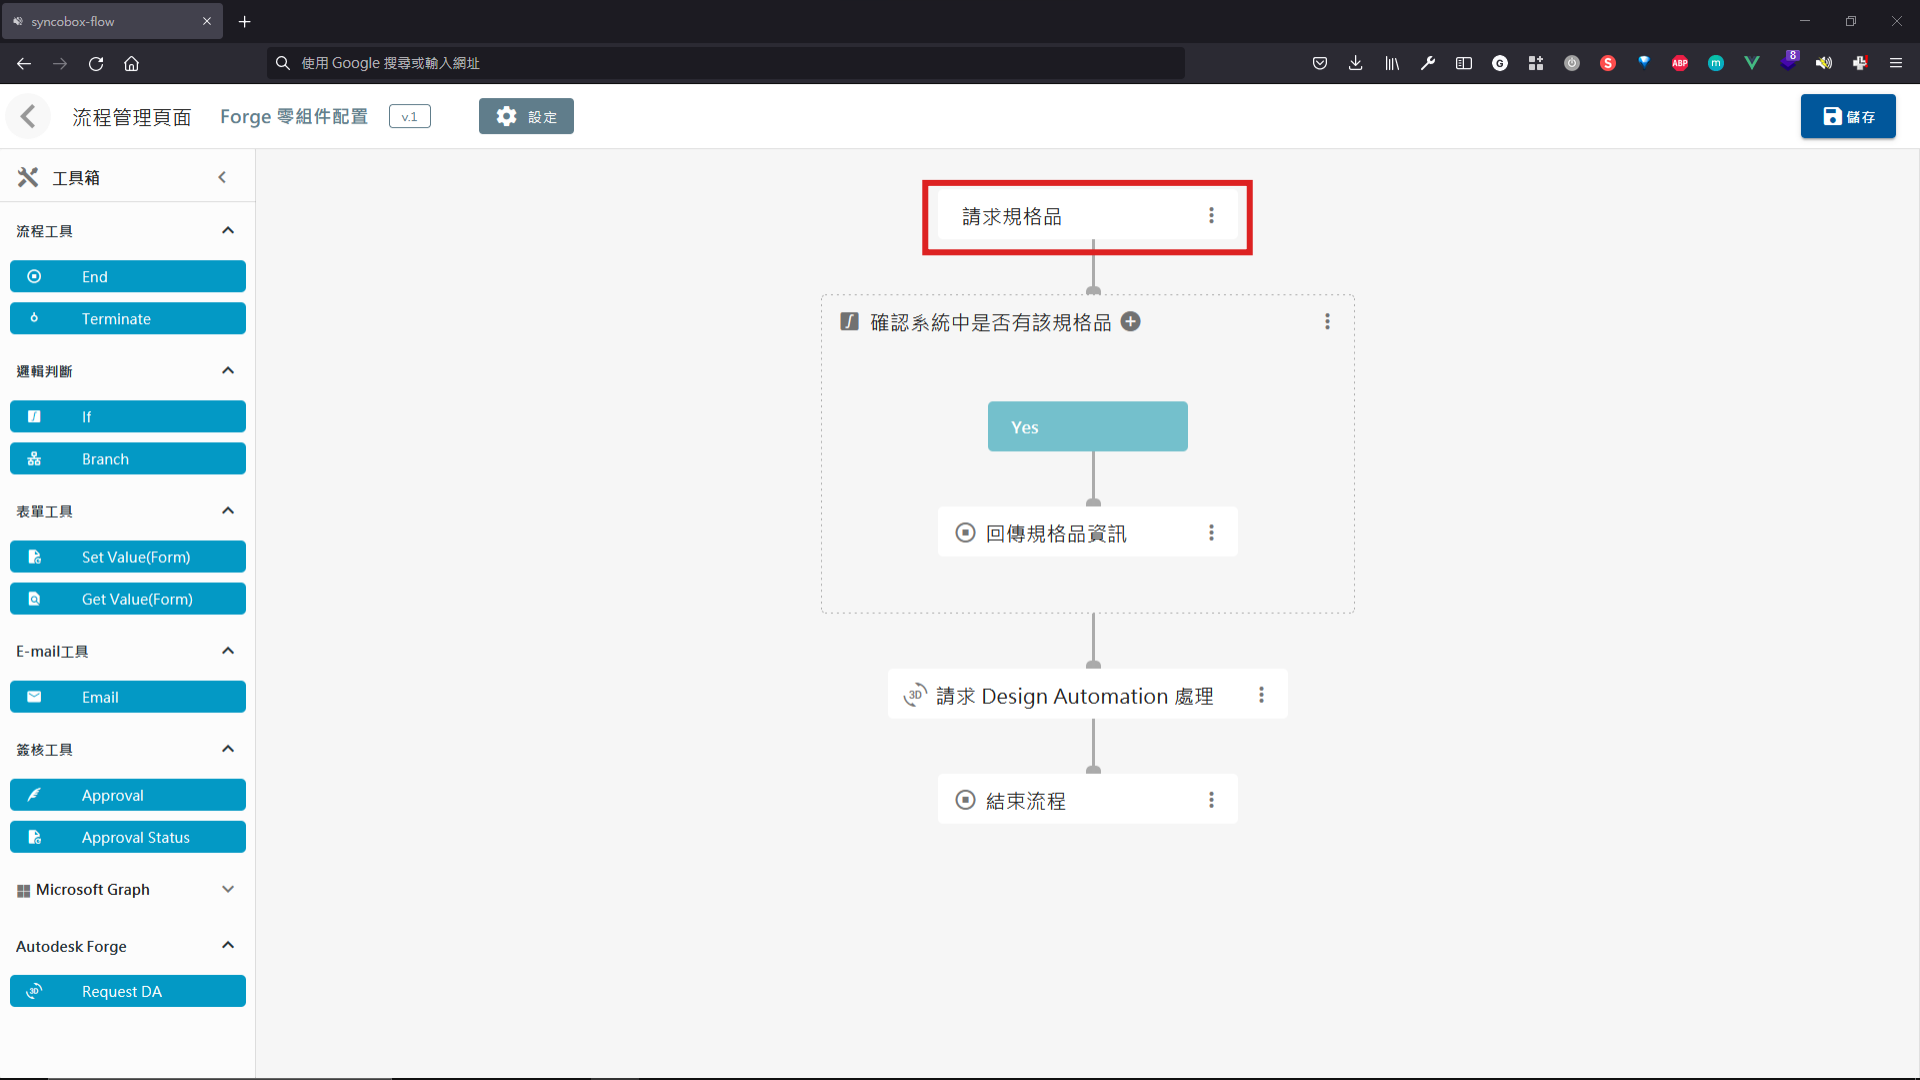 syncobox-flow
使用 Google 搜尋或輸入網址
8
流程管理頁面
Forge 零組件配置
v.1
設定
儲存
工具箱
流程工具
End
Terminate
邏輯判斷
If
Branch
表單工具
Set Value(Form)
Get Value(Form)
E-mail工具
Email
簽核工具
Approval
Approval Status
Microsoft Graph
Autodesk Forge
3D
Request DA
請求規格品
確認系統中是否有該規格品
Yes
回傳規格品資訊
3D
請求 Design Automation 處理
結束流程
G
S
ABP
m